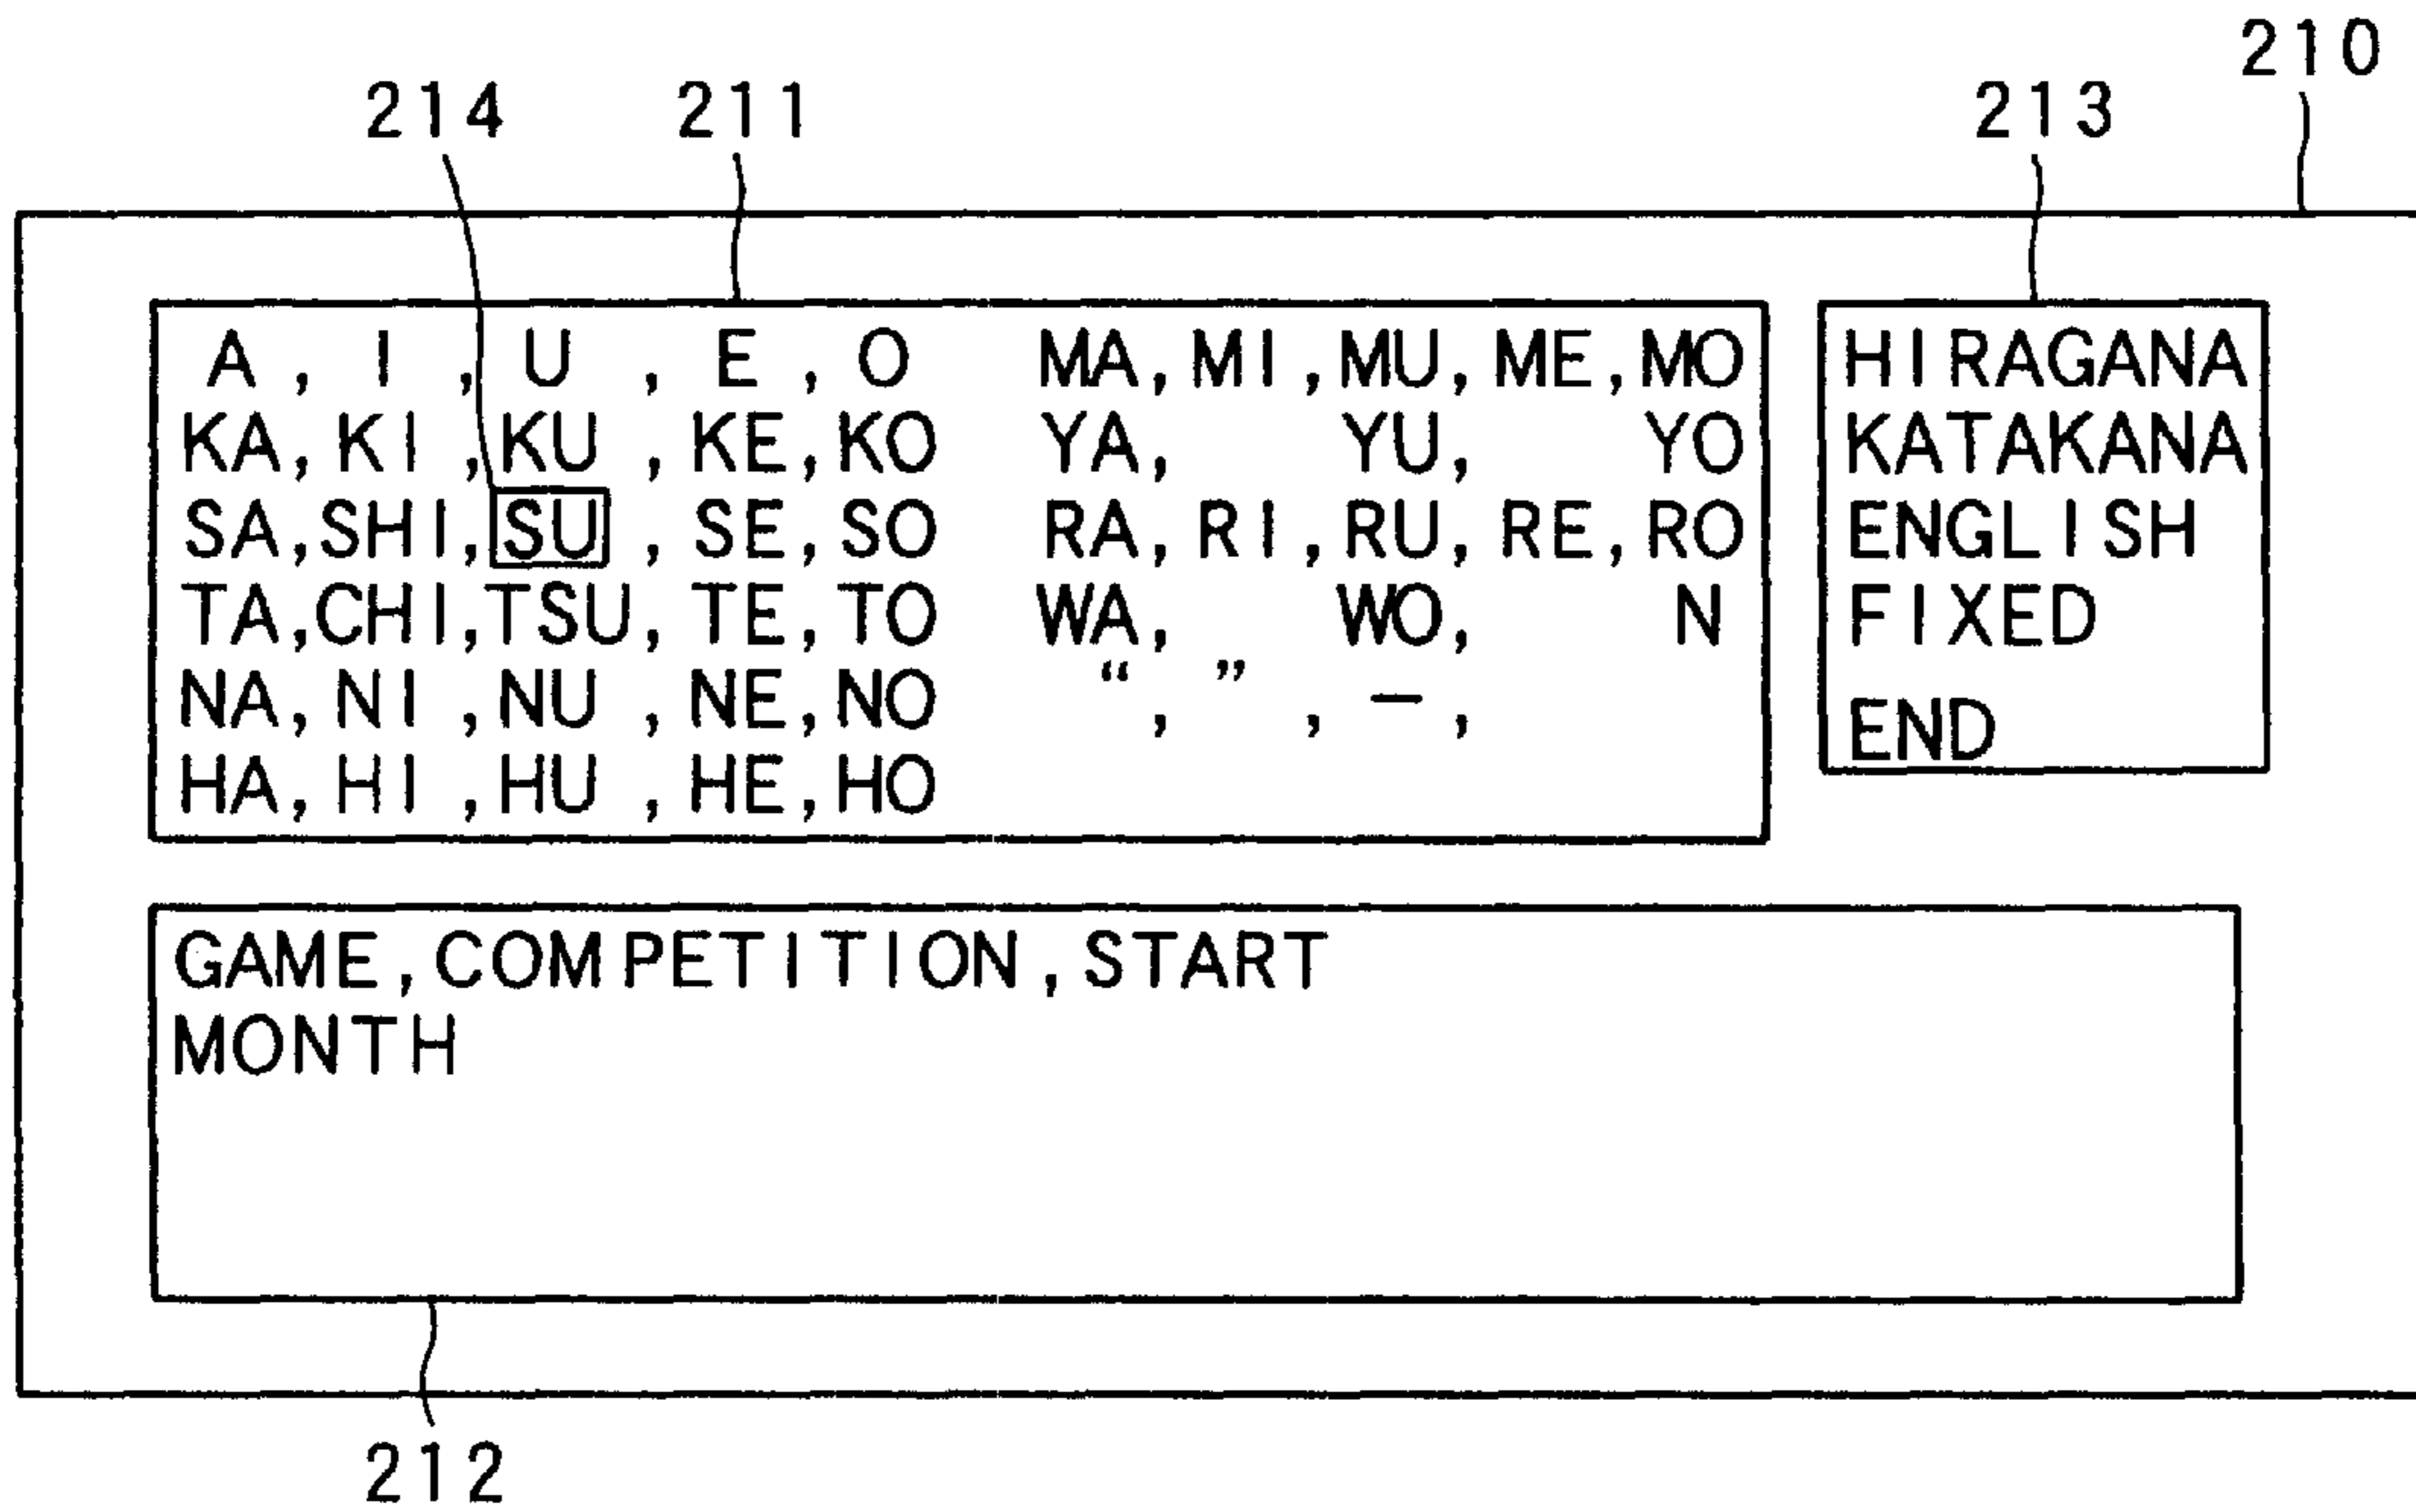 210
214 211 213
A , I , U , E , O MA, MI, MU, ME, MO
KA, KI , KU , KE, KO YA, YU, YO
SA, SHI, SU , SE, SO RA, RI, RU, RE, RO
TA, CHI, TSU, TE, TO WA, WO, N
NA, NI , NU , NE, NO “ , ” , — ,
HA, HI , HU , HE, HO
HIRAGANA
KATAKANA
ENGLISH
FIXED
END
GAME, COMPETITION, START
MONTH
212